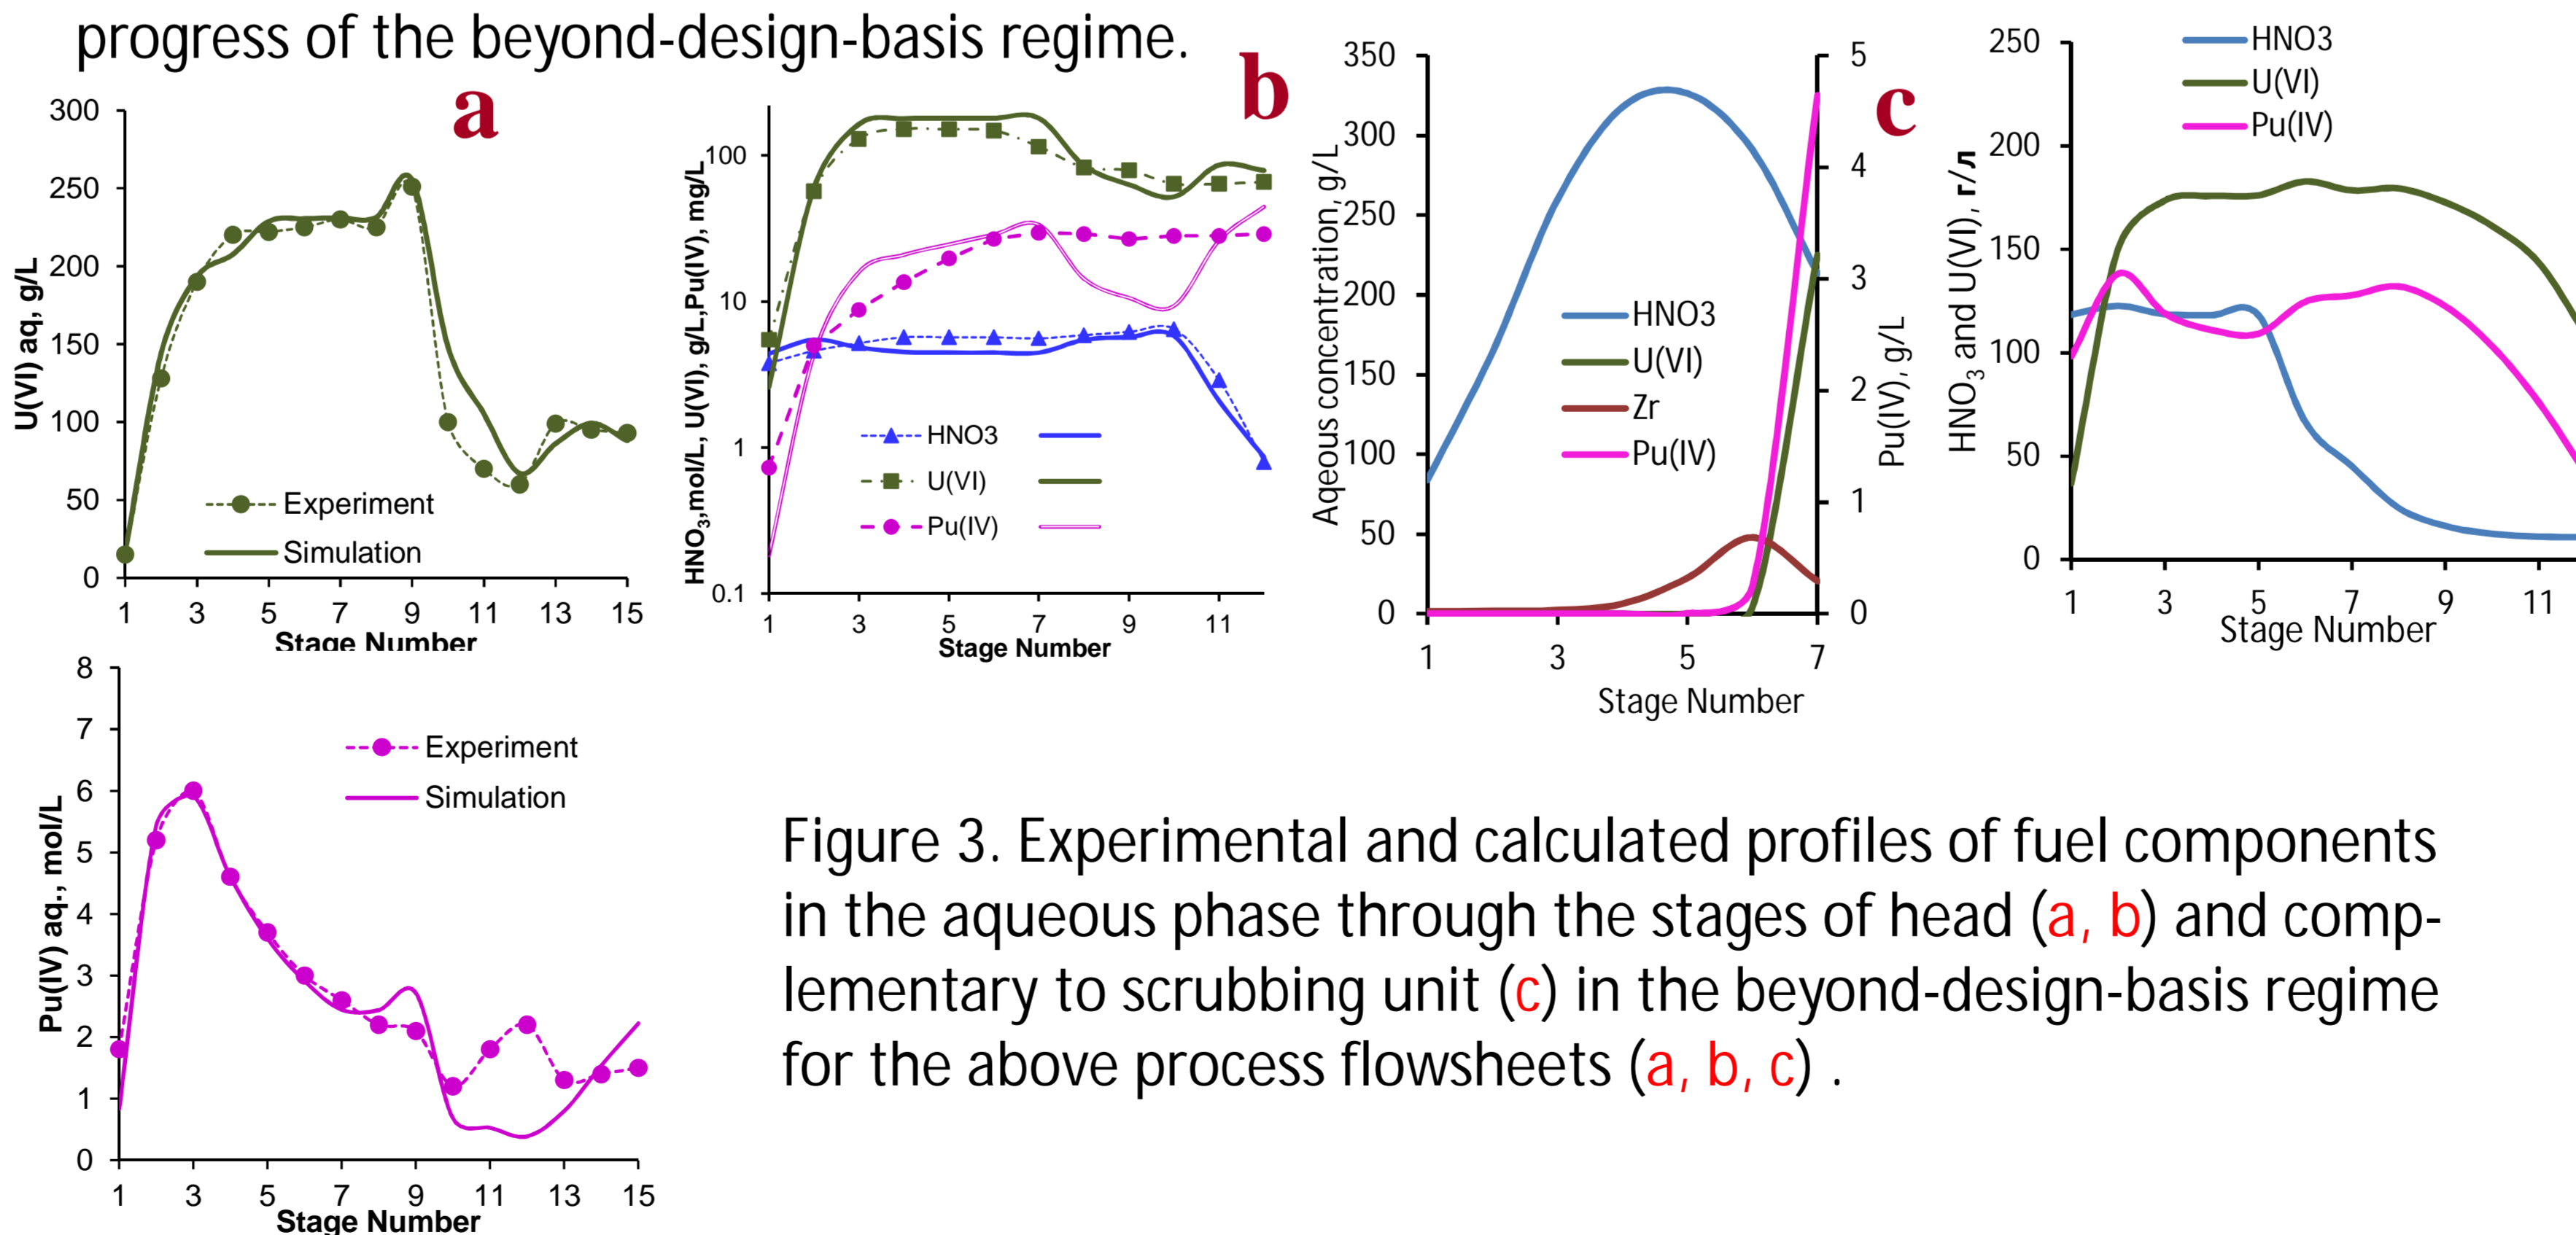 progress of the beyond-design-basis regime.
a
300
250
200
150
100
50
0
U(VI) aq, g/L
Experiment
Simulation
1 3 5 7 9 11 13 15
Stage Number
b
100
10
1
0.1
HNO3,mol/L, U(VI), g/L,Pu(IV), mg/L
HNO3
U(VI)
Pu(IV)
1 3 5 7 9 11
Stage Number
350
300
250
200
150
100
50
0
Aqeous concentration, g/L
HNO3
U(VI)
Zr
Pu(IV)
5
4
3
2
1
0
Pu(IV), g/L
1 3 5 7
Stage Number
c
250
200
150
100
50
0
HNO3 and U(VI), г/л
HNO3
U(VI)
Pu(IV)
1 3 5 7 9 11
Stage Number
8
7
6
5
4
3
2
1
0
Pu(IV) aq., mol/L
Experiment
Simulation
1 3 5 7 9 11 13 15
Stage Number
Figure 3. Experimental and calculated profiles of fuel components
in the aqueous phase through the stages of head (a, b) and comp-
lementary to scrubbing unit (c) in the beyond-design-basis regime
for the above process flowsheets (a, b, c) .